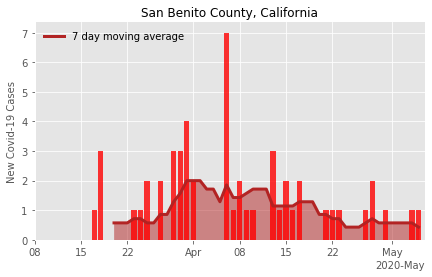 San Benito County, California
7 day moving average
New Covid-19 Cases
7
6
5
4
3
2
1
0
08 15 22 Apr 08 15 22 May
2020-May